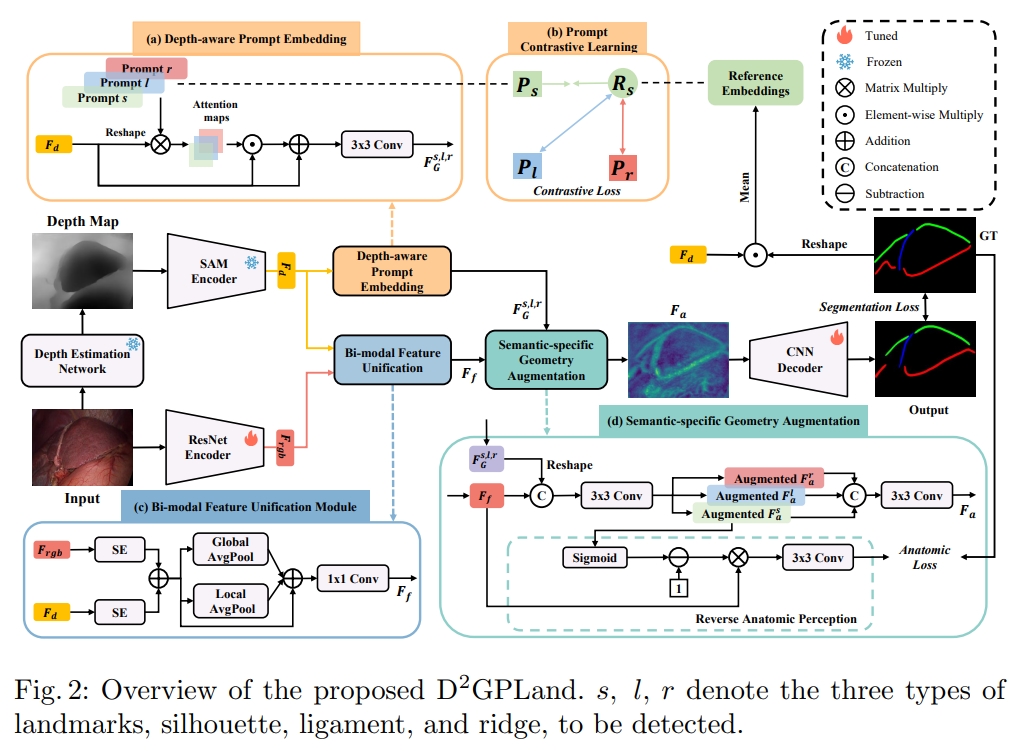 (a) Depth-aware Prompt Embedding
Prompt r
Prompt l
Prompt s
Attention
maps
Reshape
F_d
3x3 Conv
F_G^{s,l,r}
(b) Prompt
Contrastive Learning
P_s
R_s
P_l
P_r
Contrastive Loss
Reference
Embeddings
Tuned
Frozen
Matrix Multiply
Element-wise Multiply
Addition
C
Concatenation
Subtraction
Depth Map
SAM
Encoder
F_d
Depth-aware
Prompt
Embedding
F_G^{s,l,r}
Mean
F_d
Reshape
GT
Segmentation Loss
Depth Estimation
Network
Bi-modal Feature
Unification
F_f
Semantic-specific
Geometry
Augmentation
F_a
CNN
Decoder
Output
ResNet
Encoder
F_rgb
Input
(c) Bi-modal Feature Unification Module
F_rgb
SE
F_d
SE
Global
AvgPool
Local
AvgPool
1x1 Conv
F_f
(d) Semantic-specific Geometry Augmentation
F_G^{s,l,r}
Reshape
F_f
C
3x3 Conv
Augmented F_a^r
Augmented F_a^l
Augmented F_a^s
C
3x3 Conv
F_a
Sigmoid
1
3x3 Conv
Anatomic
Loss
Reverse Anatomic Perception
Fig. 2: Overview of the proposed D²GPLand. s, l, r denote the three types of
landmarks, silhouette, ligament, and ridge, to be detected.